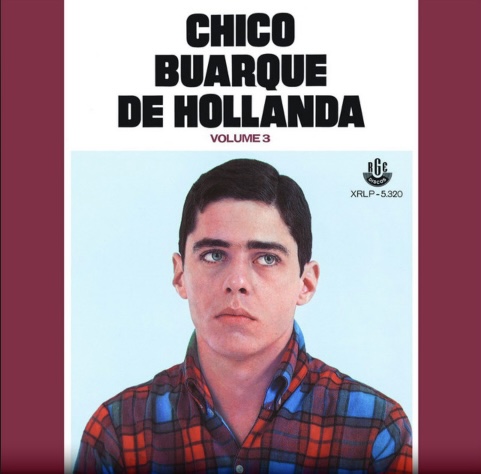 CHICO
BUARQUE
DE HOLLANDA
VOLUME 3
RGE
DISCOS
XRLP-5.320